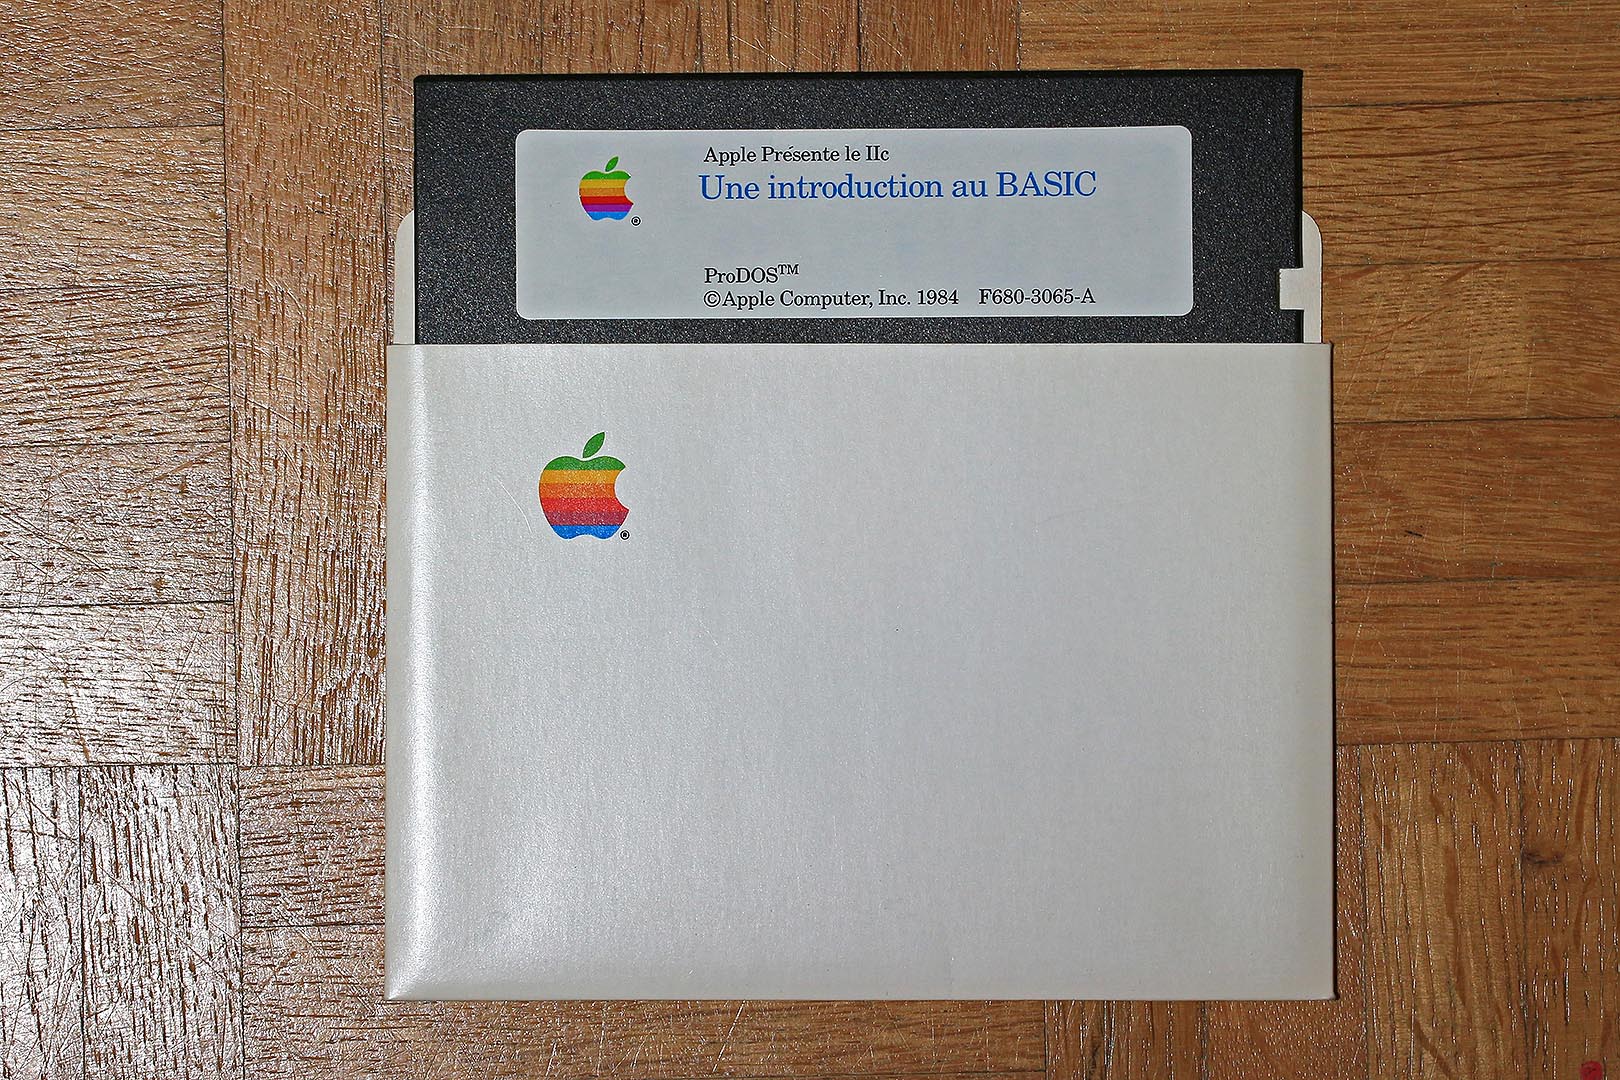 Apple Présente le IIc
Une introduction au BASIC
®
ProDOS™
©Apple Computer, Inc. 1984 F680-3065-A
®